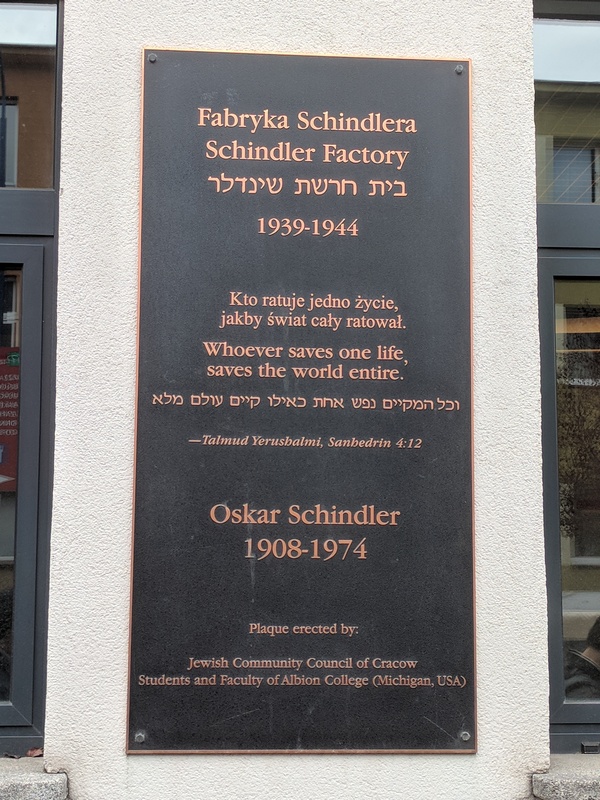 Fabryka Schindlera
Schindler Factory
בית חרשת שינדלר
1939-1944
Kto ratuje jedno życie,
jakby świat cały ratował.
Whoever saves one life,
saves the world entire.
וכל המקיים נפש אחת כאילו קיים עולם מלא
—Talmud Yerushalmi, Sanhedrin 4:12
Oskar Schindler
1908-1974
Plaque erected by:
Jewish Community Council of Cracow
Students and Faculty of Albion College (Michigan, USA)